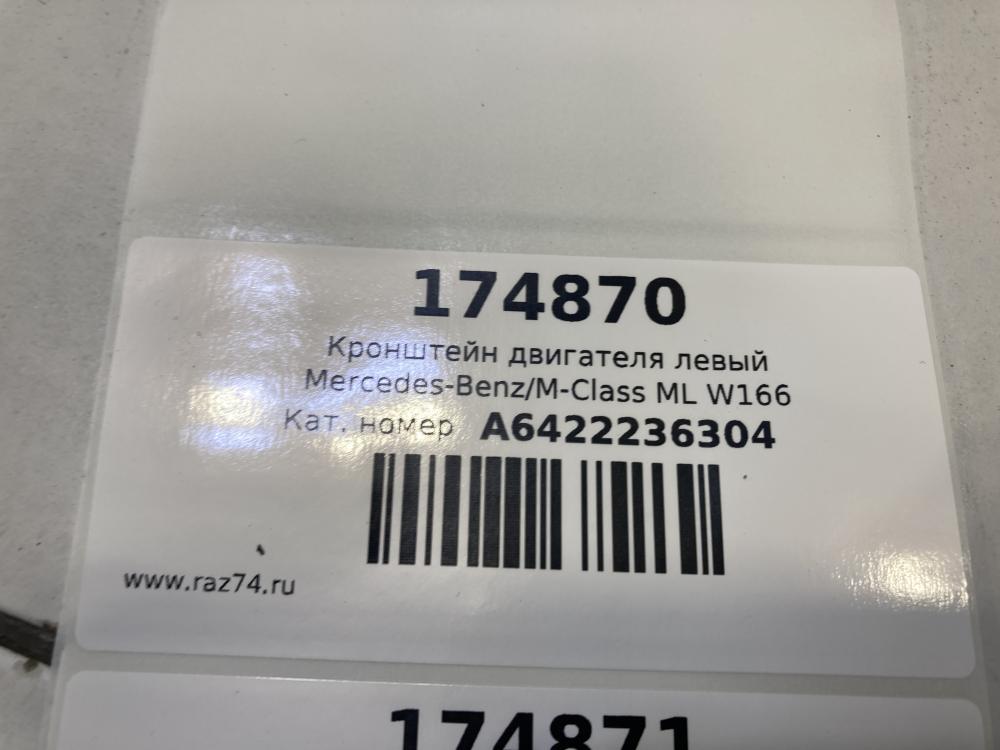 174870
Кронштейн двигателя левый
Mercedes-Benz/M-Class ML W166
Кат. номер A6422236304
www.raz74.ru
174871